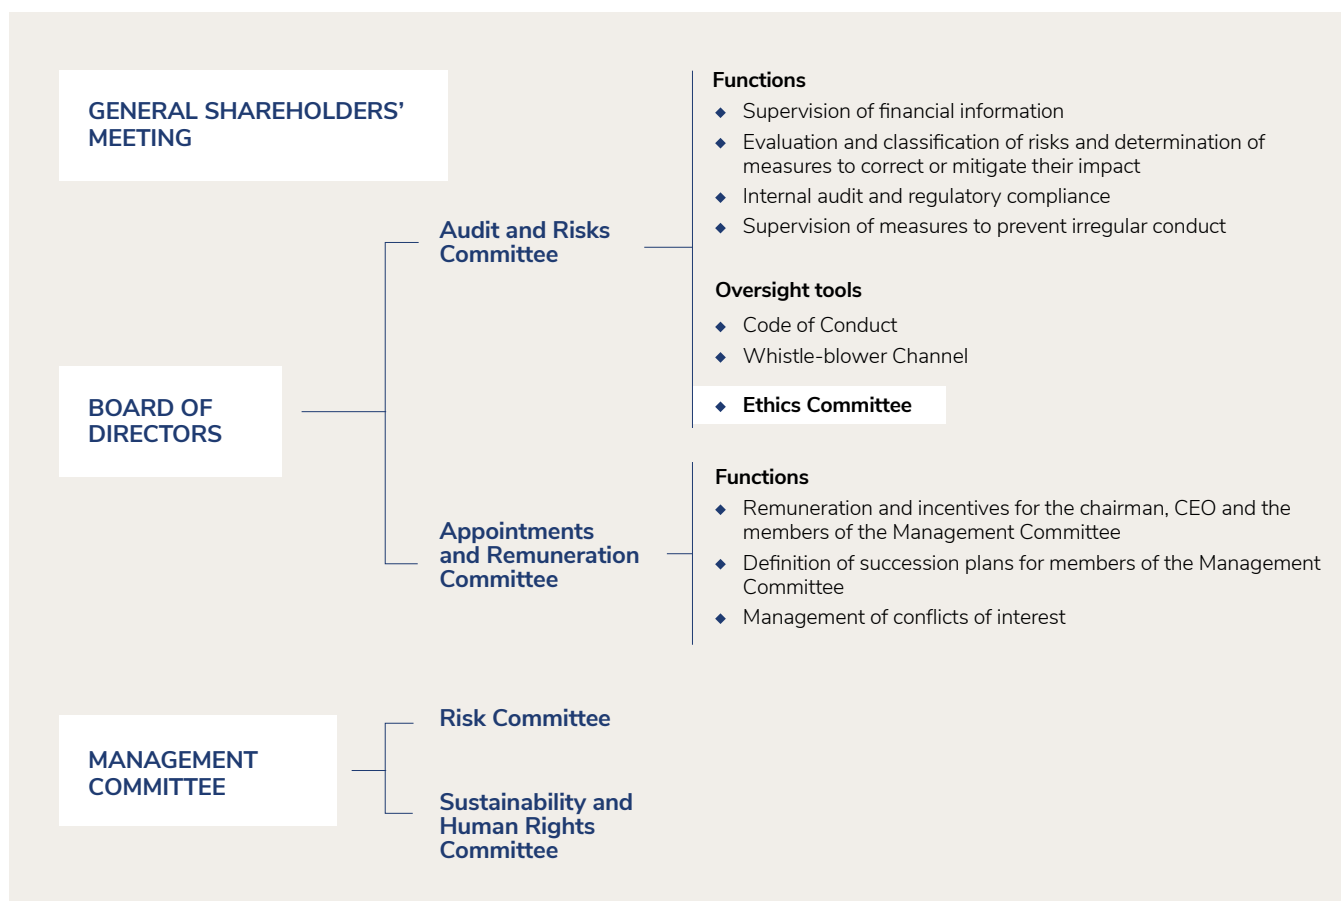 GENERAL SHAREHOLDERS’
MEETING
Audit and Risks
Committee
Functions
Supervision of financial information
Evaluation and classification of risks and determination of
measures to correct or mitigate their impact
Internal audit and regulatory compliance
Supervision of measures to prevent irregular conduct
Oversight tools
Code of Conduct
Whistle-blower Channel
Ethics Committee
BOARD OF
DIRECTORS
Appointments
and Remuneration
Committee
Functions
Remuneration and incentives for the chairman, CEO and the
members of the Management Committee
Definition of succession plans for members of the Management
Committee
Management of conflicts of interest
MANAGEMENT
COMMITTEE
Risk Committee
Sustainability and
Human Rights
Committee